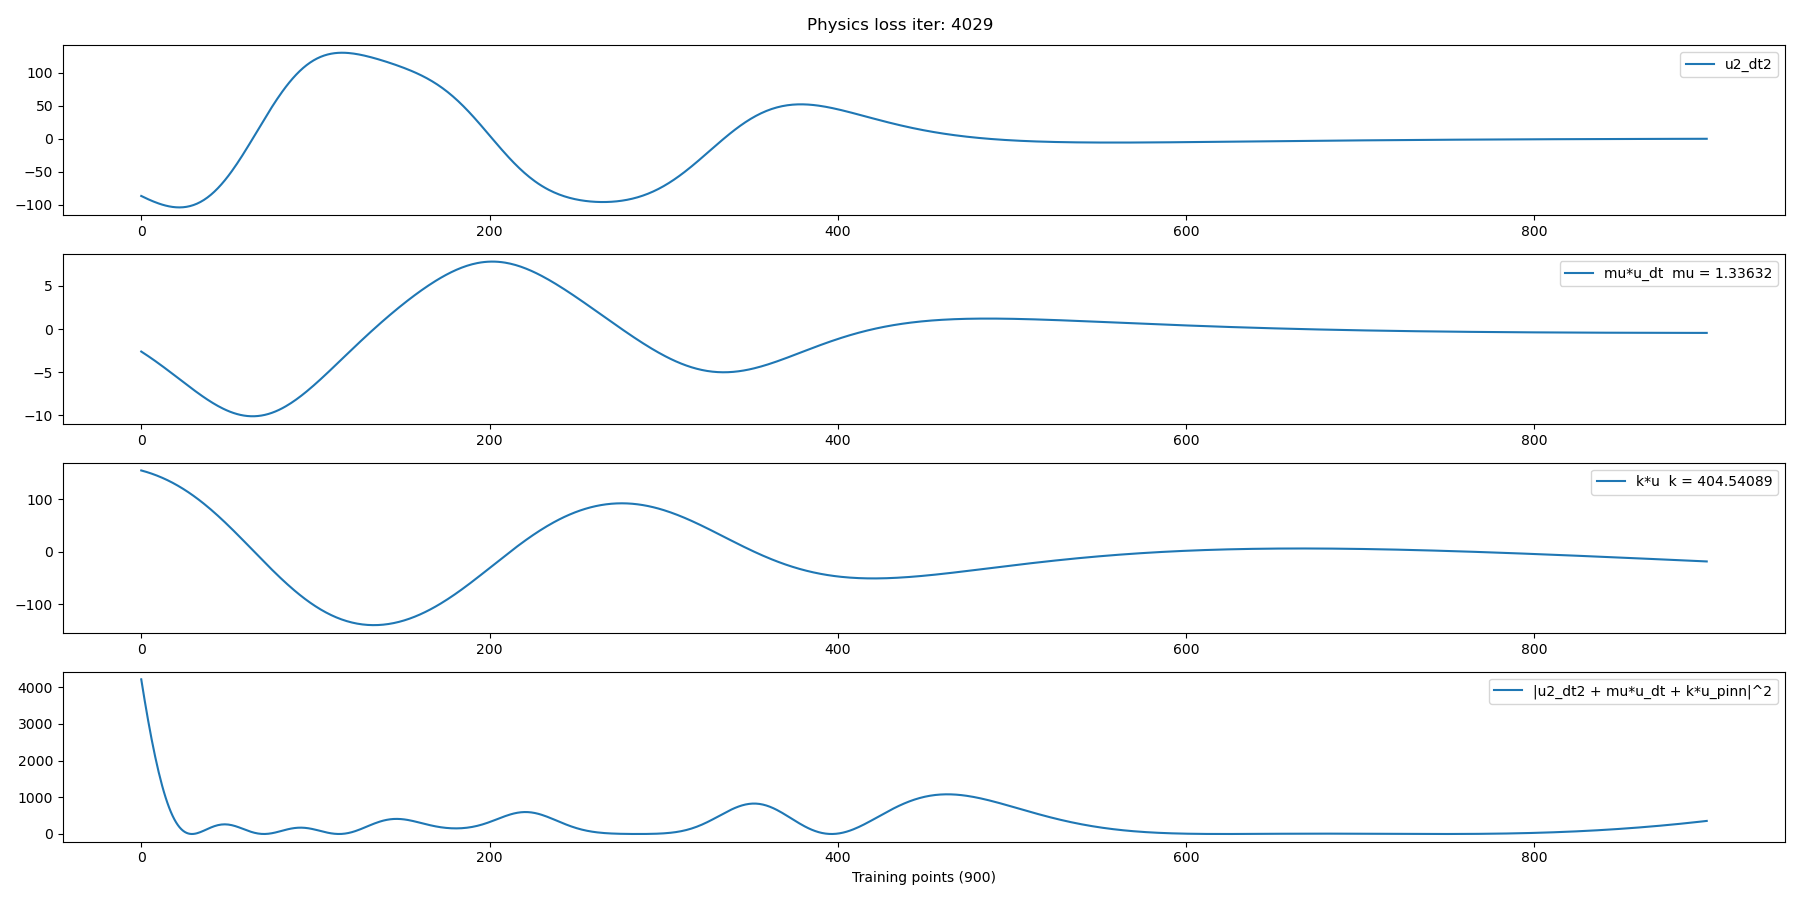 Physics loss iter: 4029
u2_dt2
100
50
0
−50
−100
0 200 400 600 800
mu*u_dt  mu = 1.33632
5
0
−5
−10
0 200 400 600 800
k*u  k = 404.54089
100
0
−100
0 200 400 600 800
|u2_dt2 + mu*u_dt + k*u_pinn|^2
4000
3000
2000
1000
0
0 200 400 600 800
Training points (900)